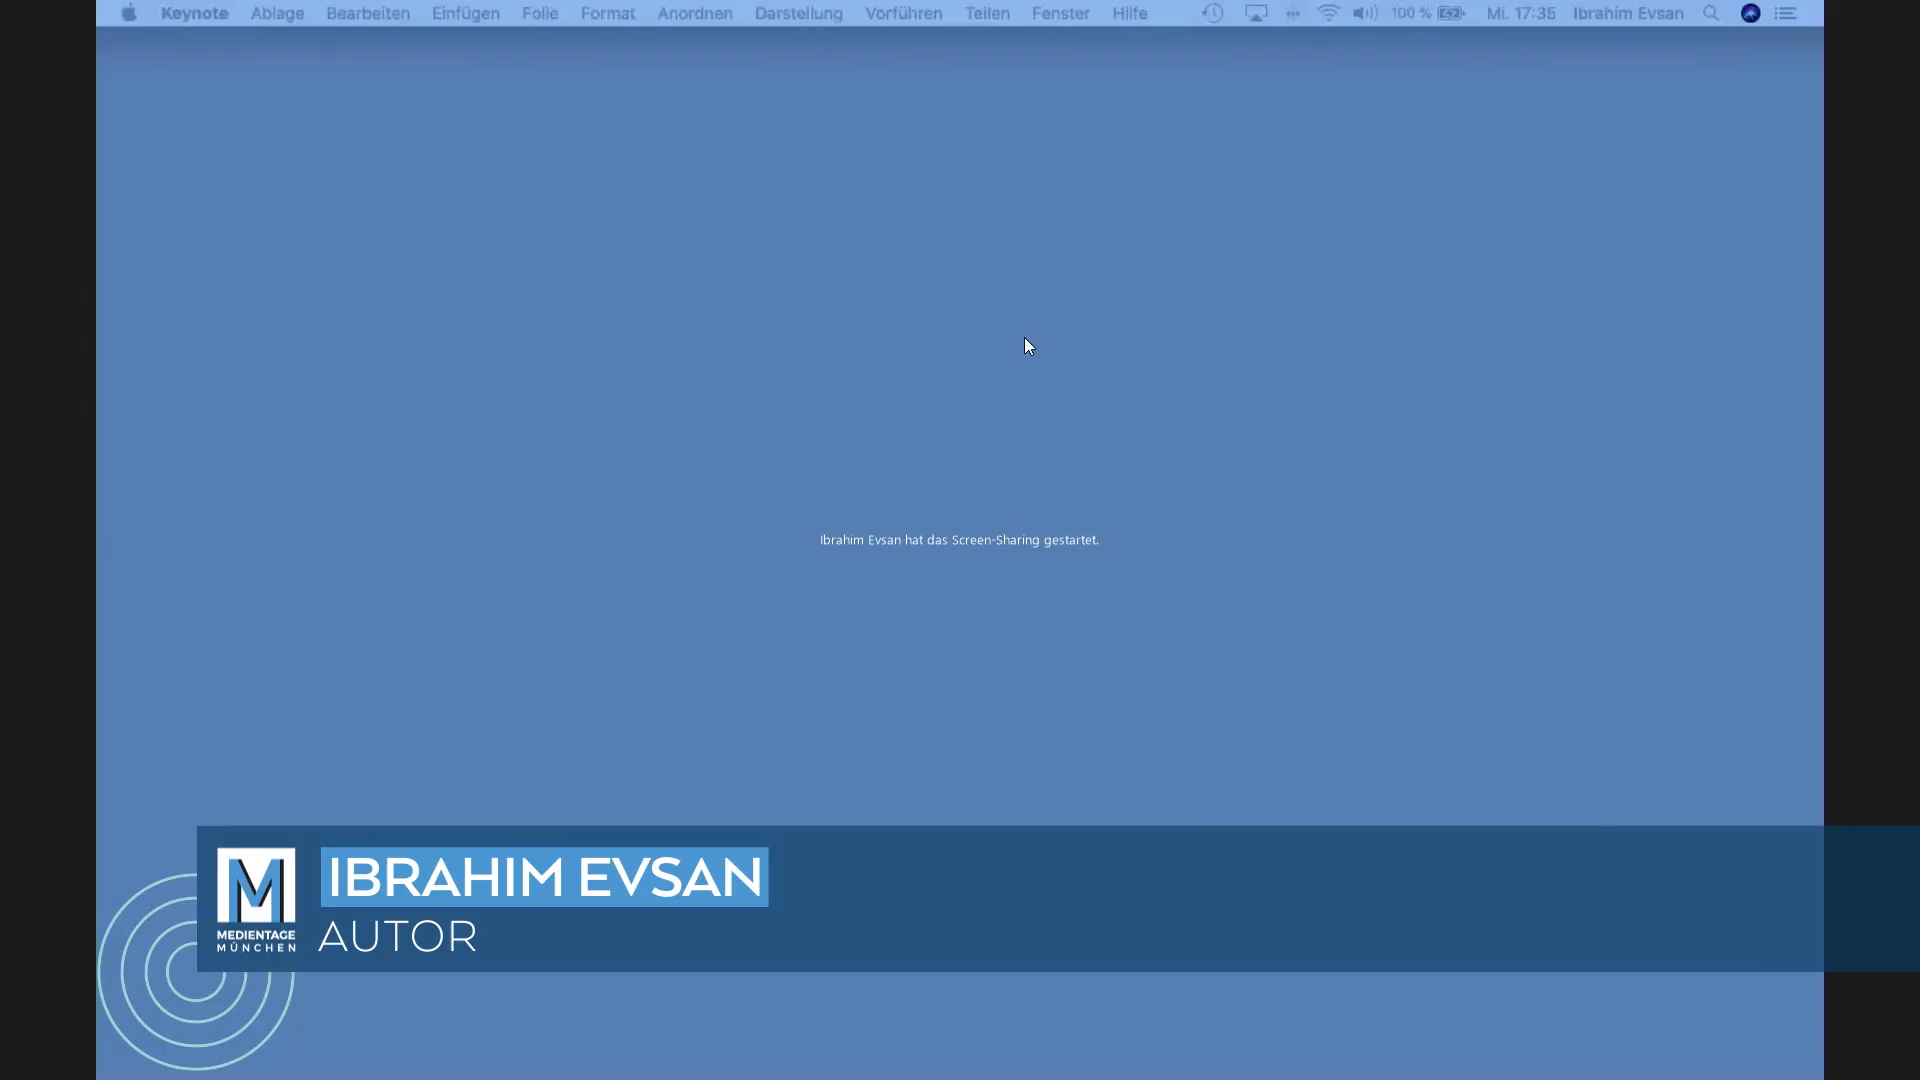 Keynote Ablage Bearbeiten Einfügen Folie Format Anordnen Darstellung Vorführen Teilen Fenster Hilfe 100 % Mi. 17:35 Ibrahim Evsan
Ibrahim Evsan hat das Screen-Sharing gestartet.
IBRAHIM EVSAN
AUTOR
M
MEDIENTAGE
MÜNCHEN